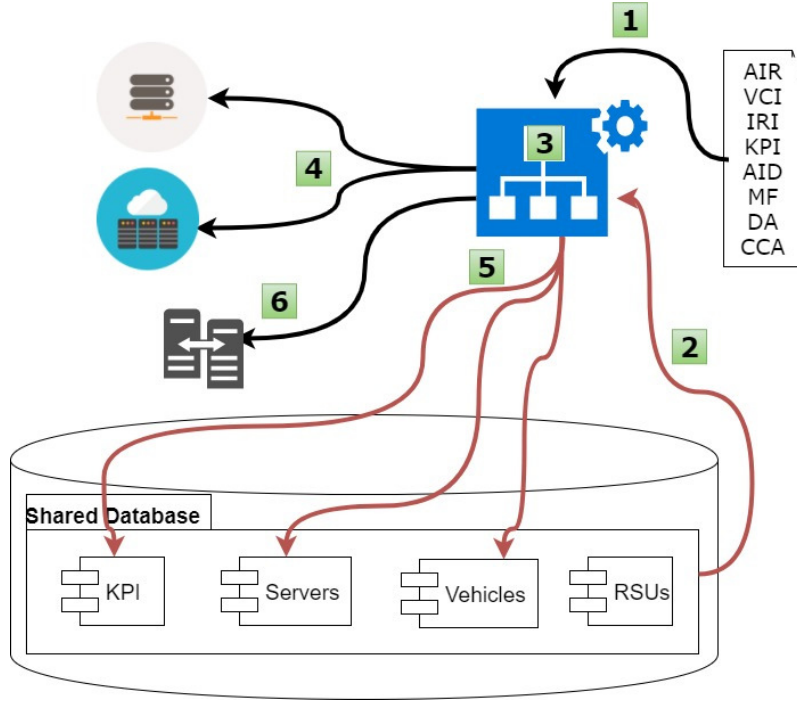 1
AIR
VCI
IRI
KPI
AID
MF
DA
CCA
3
4
5
6
2
Shared Database
KPI
Servers
Vehicles
RSUs